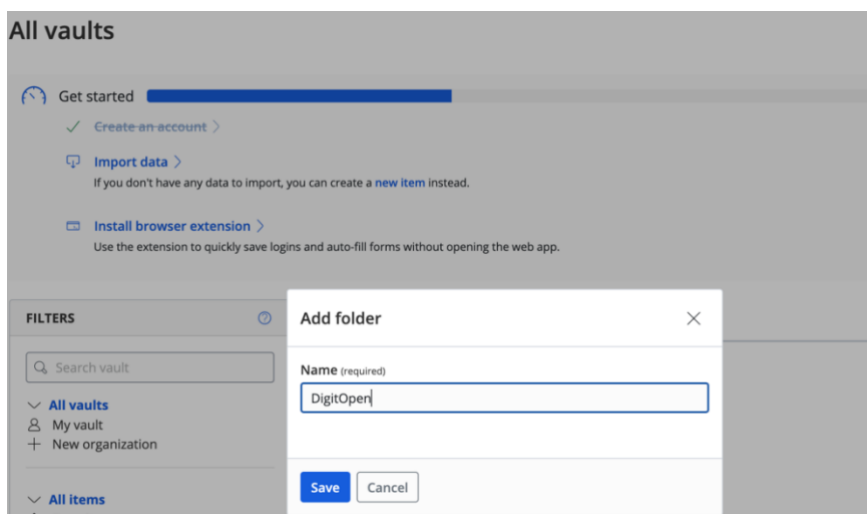 All vaults
Get started
Create an account
Import data
If you don't have any data to import, you can create a new item instead.
Install browser extension
Use the extension to quickly save logins and auto-fill forms without opening the web app.
FILTERS
Search vault
All vaults
My vault
New organization
All items
Add folder
Name (required)
DigitOpen
Save Cancel